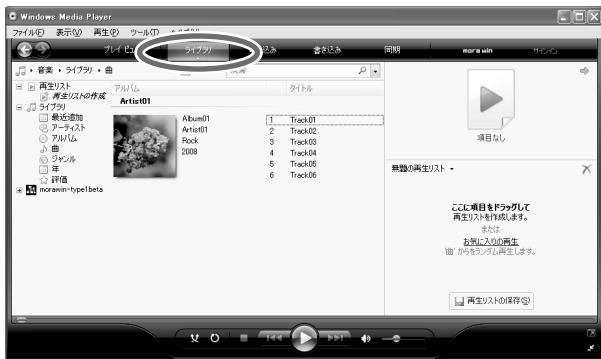 Windows Media Player
ファイル(F) 表示(V) 再生(P) ツール(T)
ライブラリ 書き込み 同期 mora win サインイン
音楽 ▸ ライブラリ ▸ 曲
再生リスト
再生リストの作成
ライブラリ
最近追加
アーティスト
アルバム
曲
ジャンル
年
評価
morawin-type1beta
アルバム タイトル
Artist01
Album01
Artist01
Rock
2008
1 Track01
2 Track02
3 Track03
4 Track04
5 Track05
6 Track06
項目なし
無題の再生リスト
ここに項目をドラッグして
再生リストを作成します。
または
お気に入りの再生
'曲' からをランダム再生します。
再生リストの保存(S)